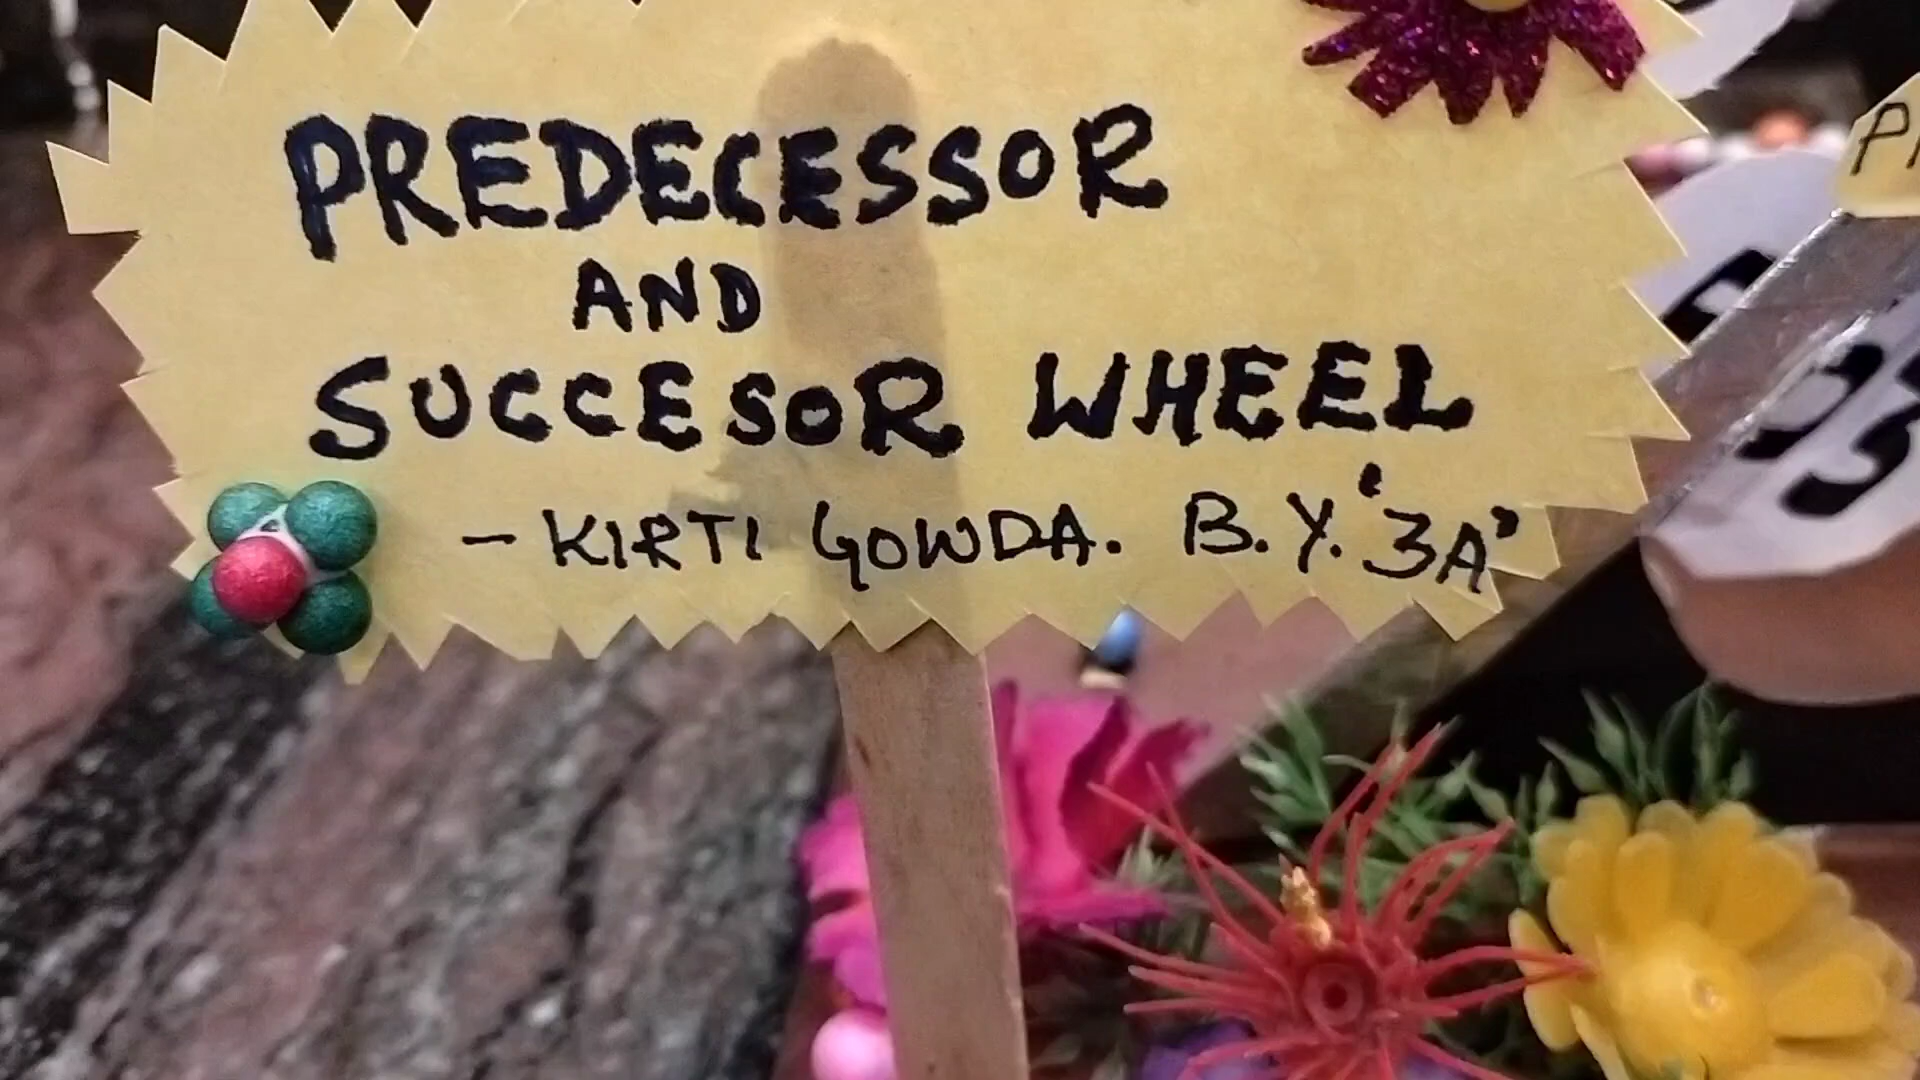 PREDECESSOR
AND
SUCCESOR WHEEL
- KIRTI GOWDA. B.Y. '3A'